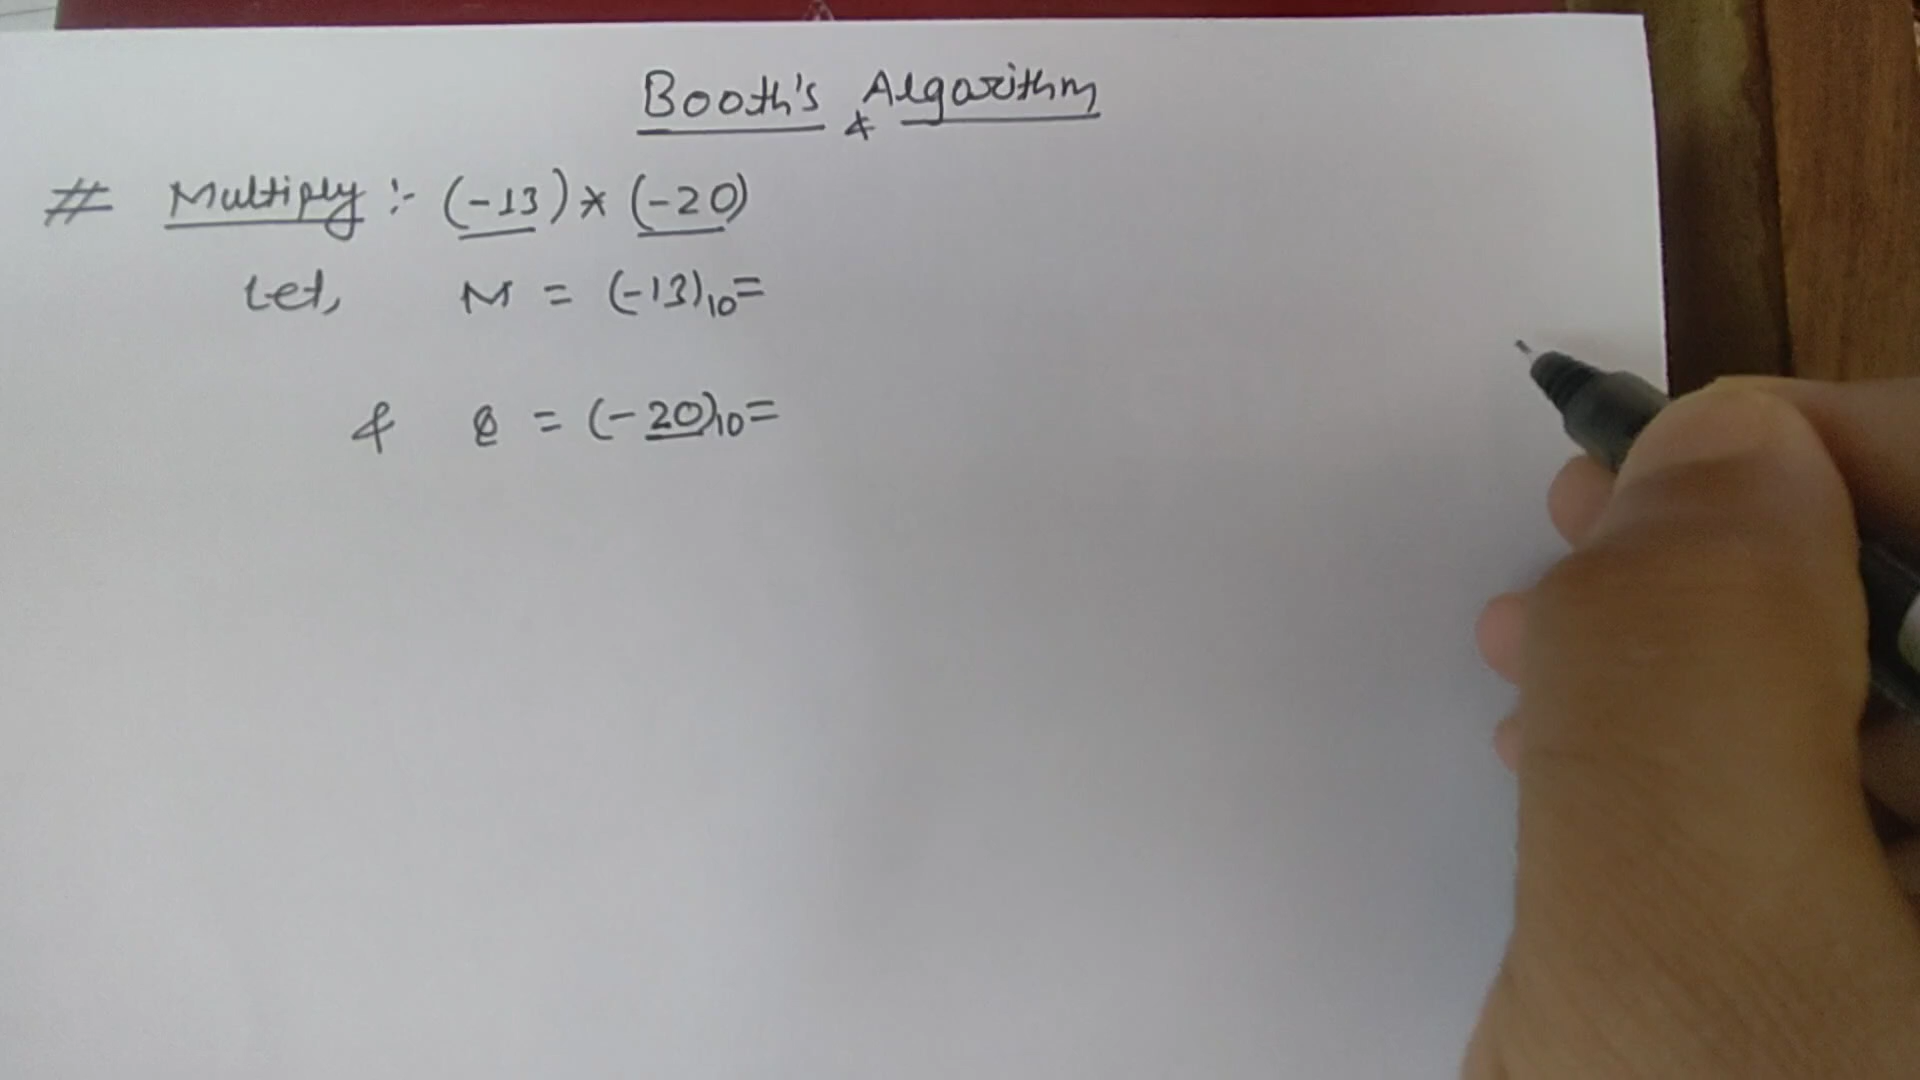 Booth's Algorithm
# Multiply :- (-13) * (-20)
Let, M = (-13)10=
& Q = (-20)10=